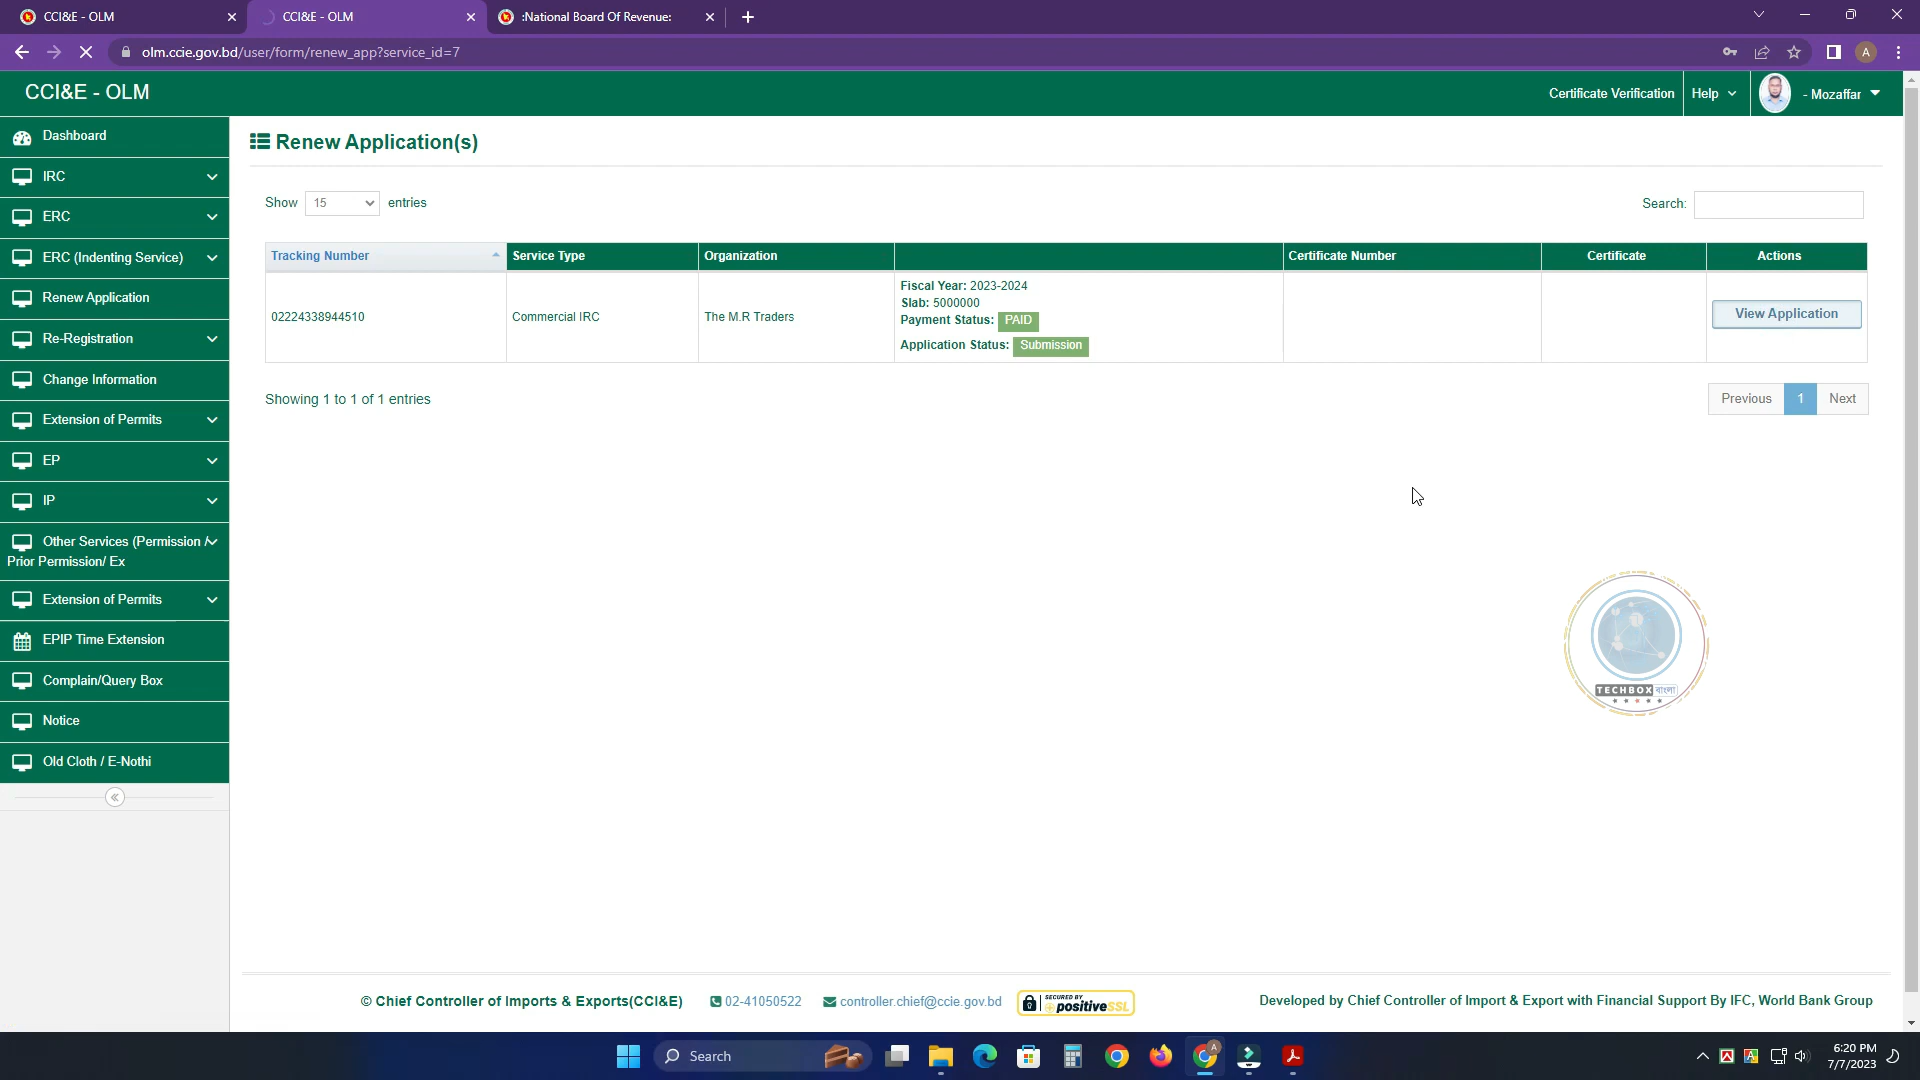 CCI&E - OLM
CCI&E - OLM
:National Board Of Revenue:
olm.ccie.gov.bd/user/form/renew_app?service_id=7
A
CCI&E - OLM
Certificate Verification
Help
- Mozaffar
Dashboard
IRC
ERC
ERC (Indenting Service)
Renew Application
Re-Registration
Change Information
Extension of Permits
EP
IP
Other Services (Permission /
Prior Permission/ Ex
Extension of Permits
EPIP Time Extension
Complain/Query Box
Notice
Old Cloth / E-Nothi
Renew Application(s)
Show 15 entries
Search:
Tracking Number Service Type Organization Certificate Number Certificate Actions
02224338944510 Commercial IRC The M.R Traders
Fiscal Year: 2023-2024
Slab: 5000000
Payment Status: PAID
Application Status: Submission
View Application
Showing 1 to 1 of 1 entries
Previous 1 Next
TECHBOX বাংলা
© Chief Controller of Imports & Exports(CCI&E) 02-41050522 controller.chief@ccie.gov.bd
SECURED BY
positiveSSL
Developed by Chief Controller of Import & Export with Financial Support By IFC, World Bank Group
Search
6:20 PM
7/7/2023